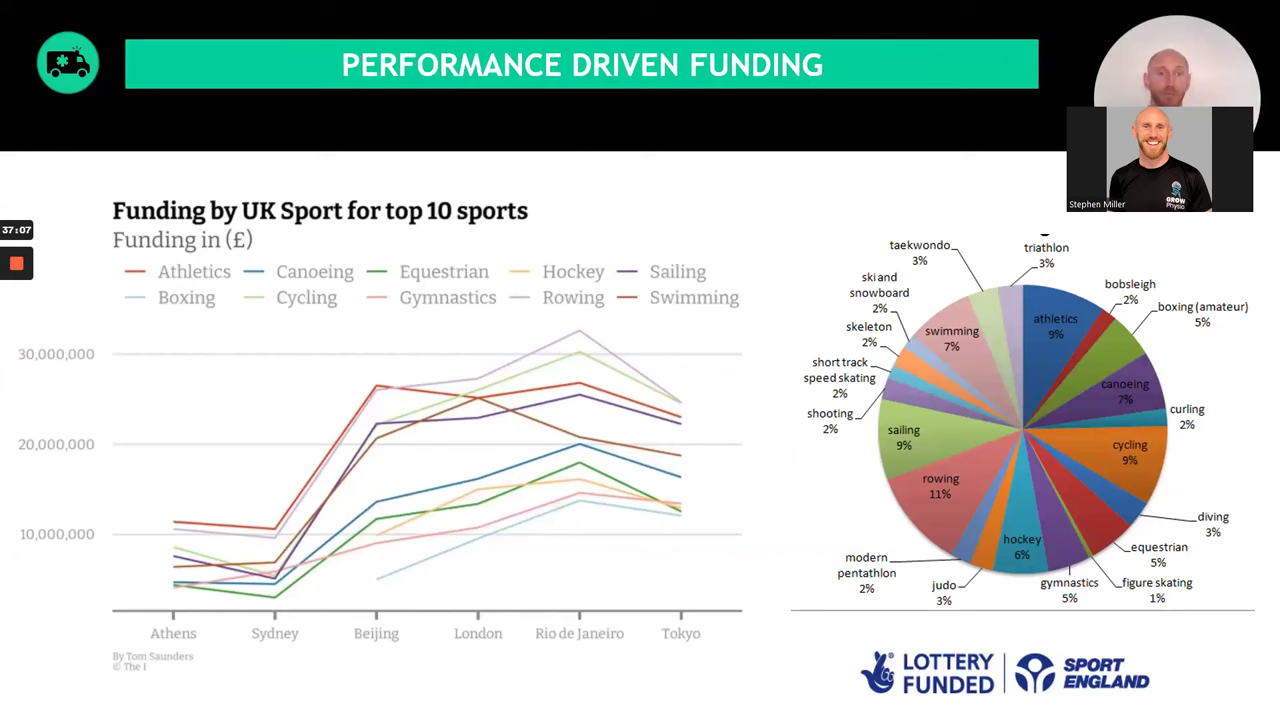 PERFORMANCE DRIVEN FUNDING
Stephen Miller
GROW
Physio
37:07
Funding by UK Sport for top 10 sports
Funding in (£)
Athletics Canoeing Equestrian Hockey Sailing
Boxing Cycling Gymnastics Rowing Swimming
30,000,000
20,000,000
10,000,000
Athens Sydney Beijing London Rio de Janeiro Tokyo
By Tom Saunders
© The I
taekwondo
3%
triathlon
3%
ski and
snowboard
2%
bobsleigh
2%
boxing (amateur)
5%
skeleton
2%
swimming
7%
athletics
9%
short track
speed skating
2%
canoeing
7%
shooting
2%
curling
2%
sailing
9%
cycling
9%
rowing
11%
diving
3%
hockey
6%
equestrian
5%
modern
pentathlon
2%
judo
3%
gymnastics
5%
figure skating
1%
LOTTERY
FUNDED
SPORT
ENGLAND